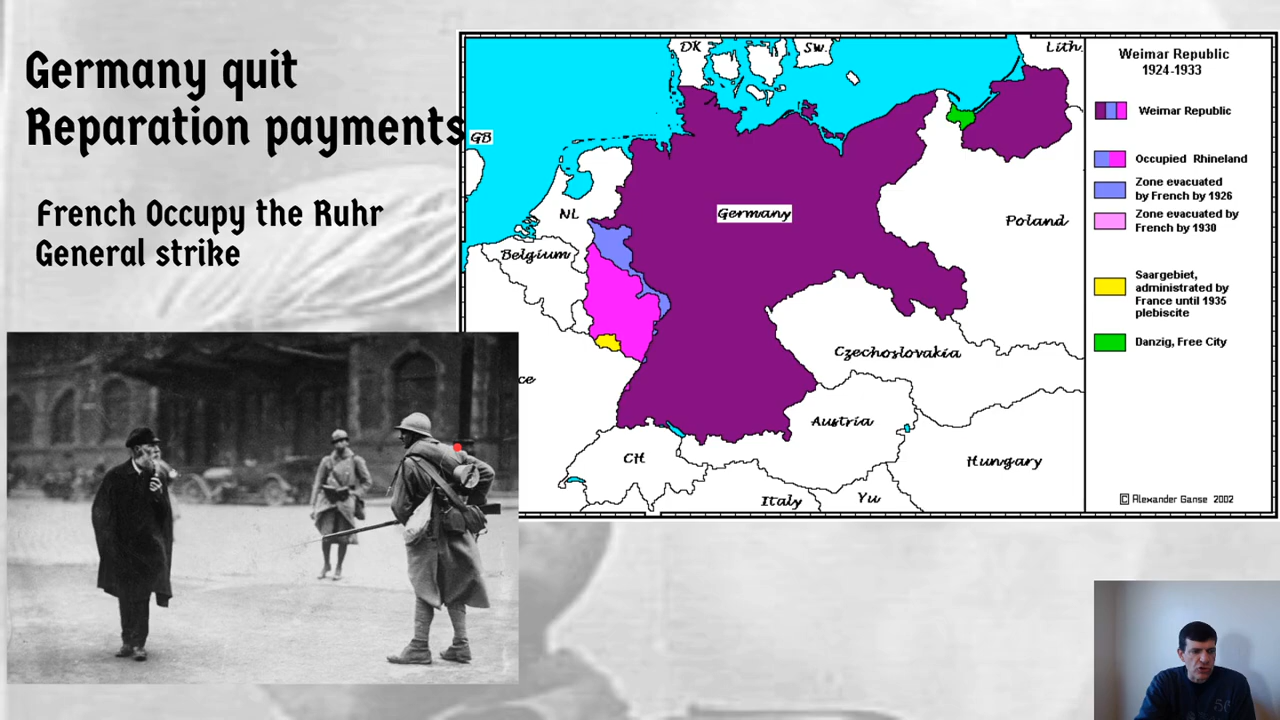 Germany quit
Reparation payments
French Occupy the Ruhr
General strike
DK
Sw.
Lith.
GB
NL
Germany
Poland
Belgium
ce
Czechoslovakia
Austria
CH
Hungary
Italy
Yu
Weimar Republic
1924-1933
Weimar Republic
Occupied Rhineland
Zone evacuated
by French by 1926
Zone evacuated by
French by 1930
Saargebiet,
administrated by
France until 1935
plebiscite
Danzig, Free City
© Alexander Ganse 2002